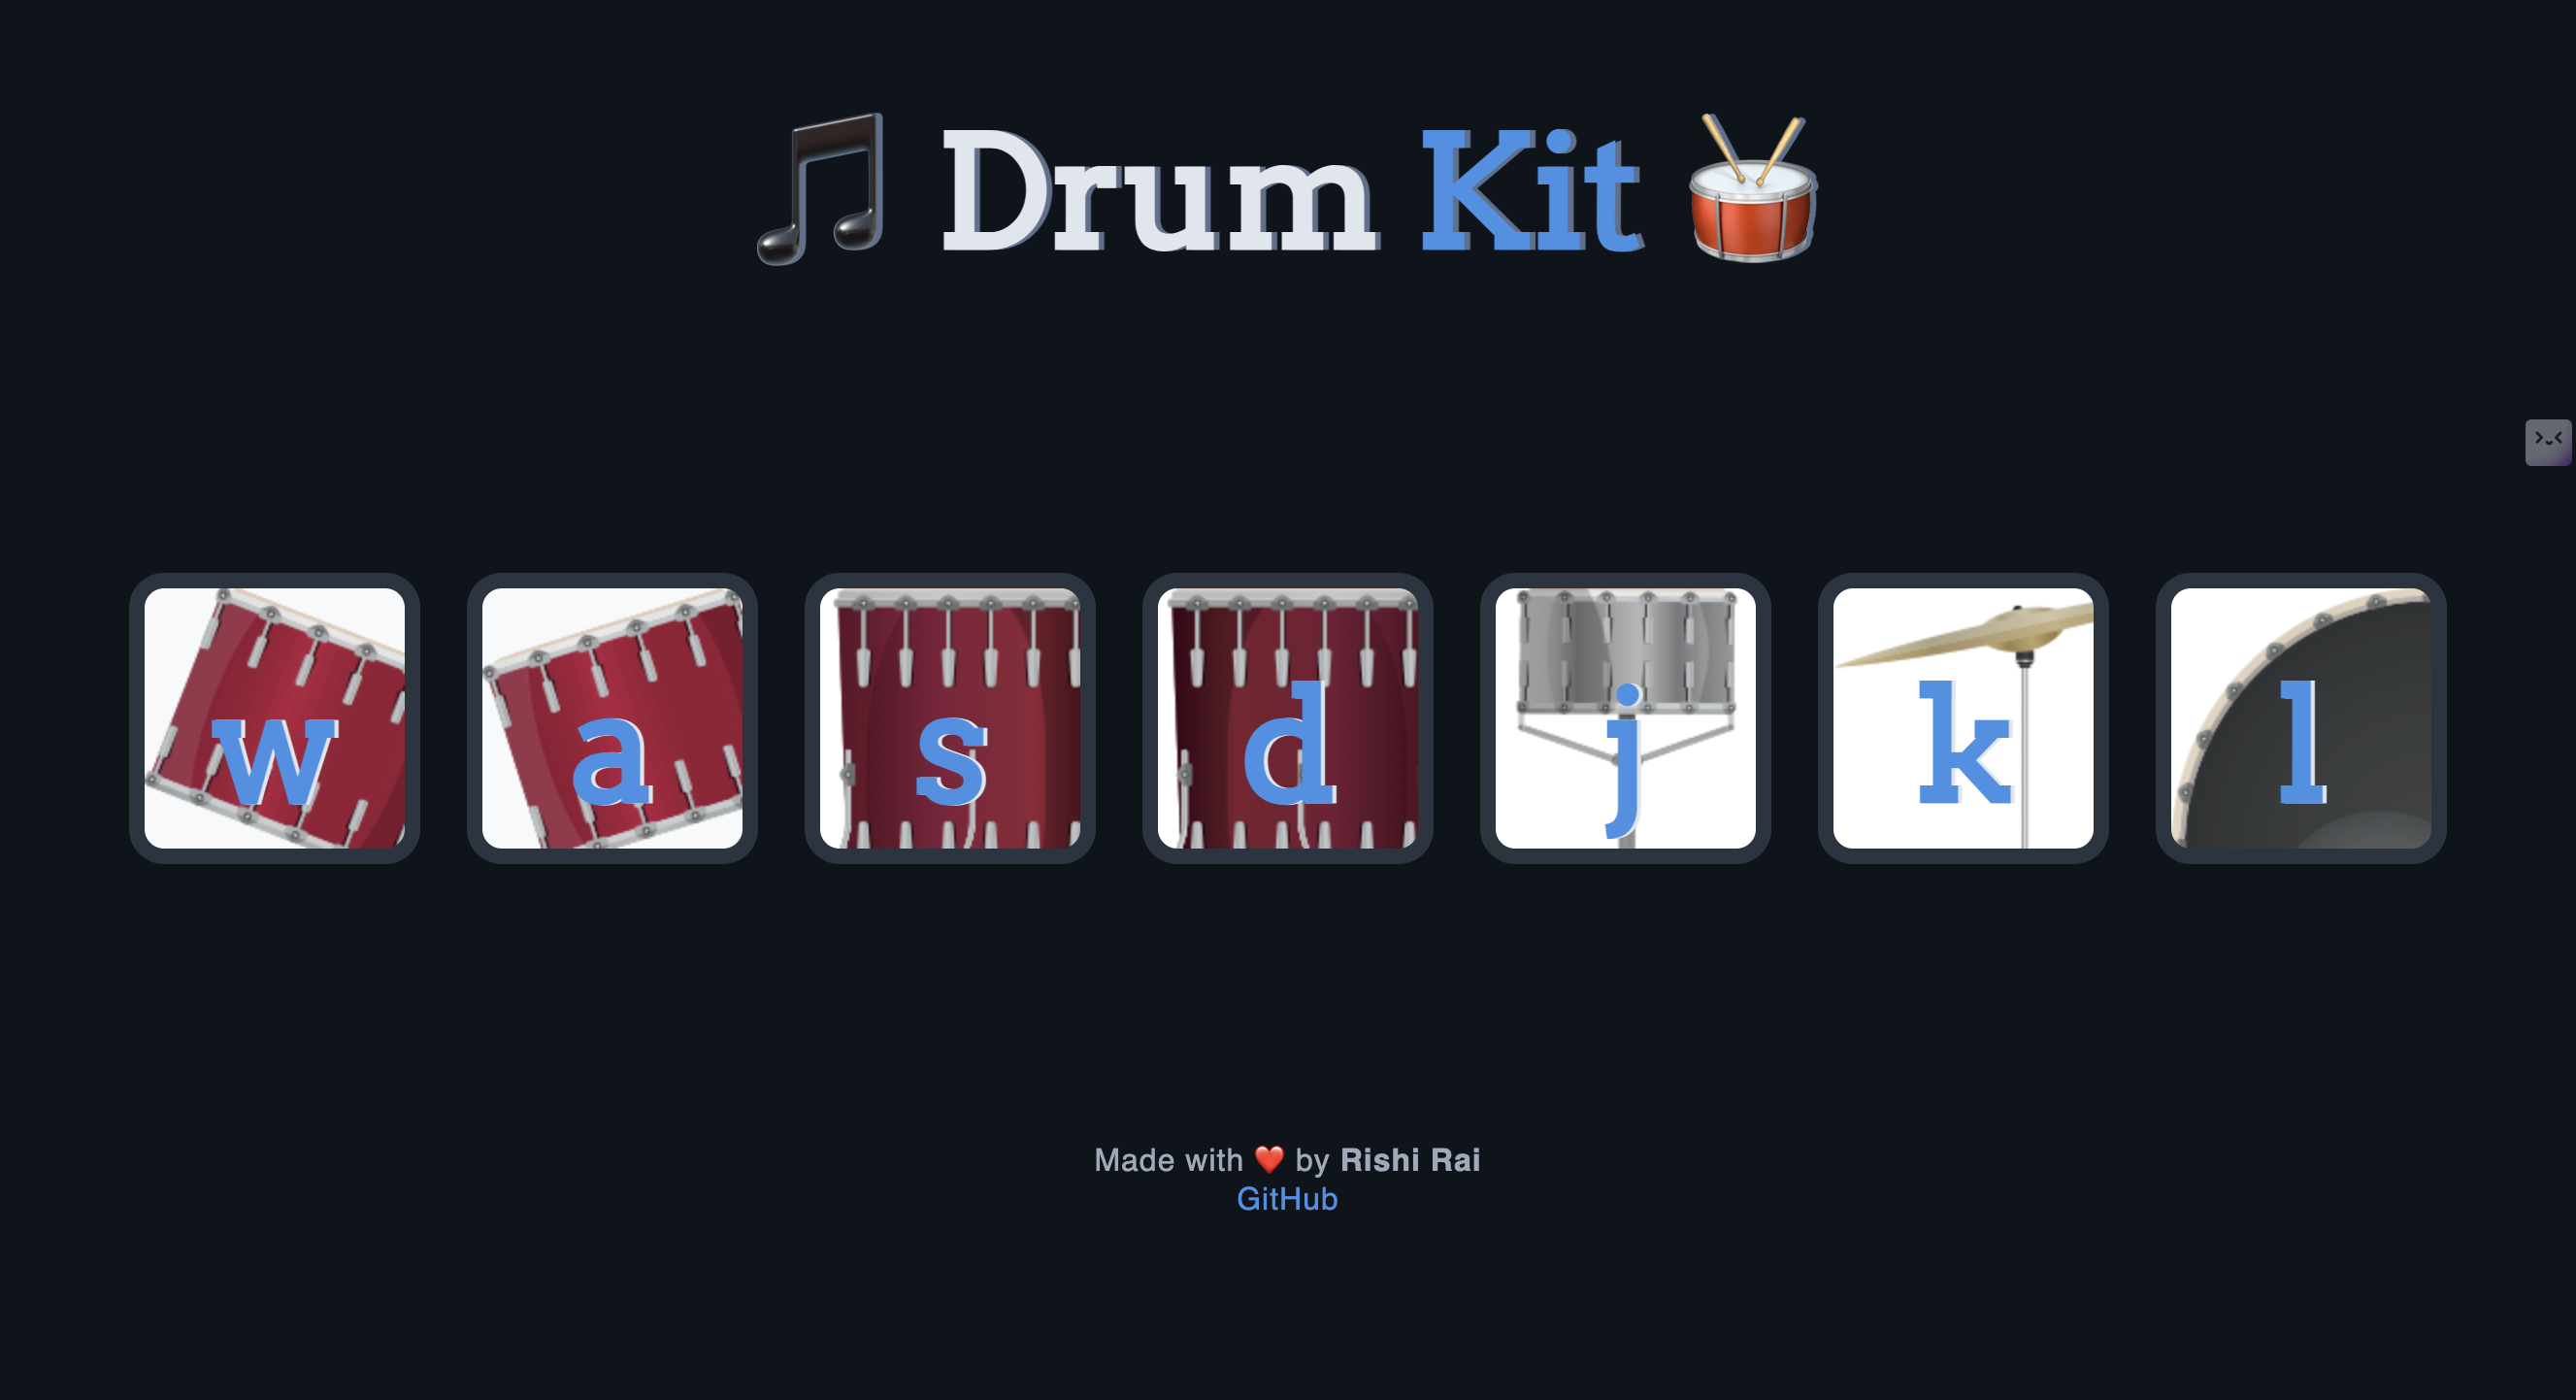 🎵 Drum Kit 🥁
w a s d j k l
Made with ❤️ by Rishi Rai
GitHub